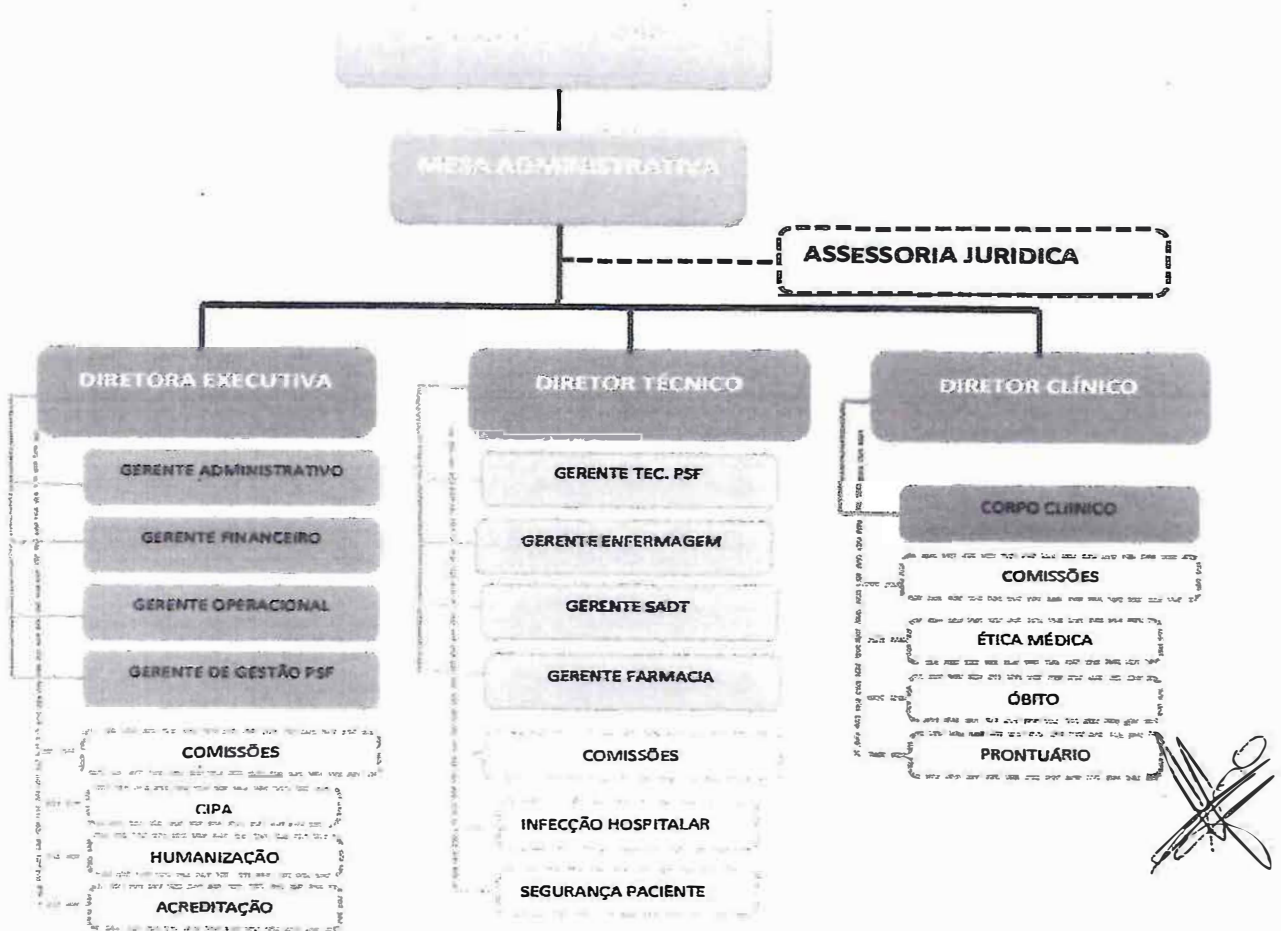 MESA ADMINISTRATIVA
ASSESSORIA JURIDICA
DIRETORA EXECUTIVA
GERENTE ADMINISTRATIVO
GERENTE FINANCEIRO
GERENTE OPERACIONAL
GERENTE DE GESTÃO PSF
COMISSÕES
CIPA
HUMANIZAÇÃO
ACREDITAÇÃO
DIRETOR TÉCNICO
GERENTE TEC. PSF
GERENTE ENFERMAGEM
GERENTE SADT
GERENTE FARMACIA
COMISSÕES
INFECÇÃO HOSPITALAR
SEGURANÇA PACIENTE
DIRETOR CLÍNICO
CORPO CLINICO
COMISSÕES
ÉTICA MÉDICA
ÓBITO
PRONTUÁRIO